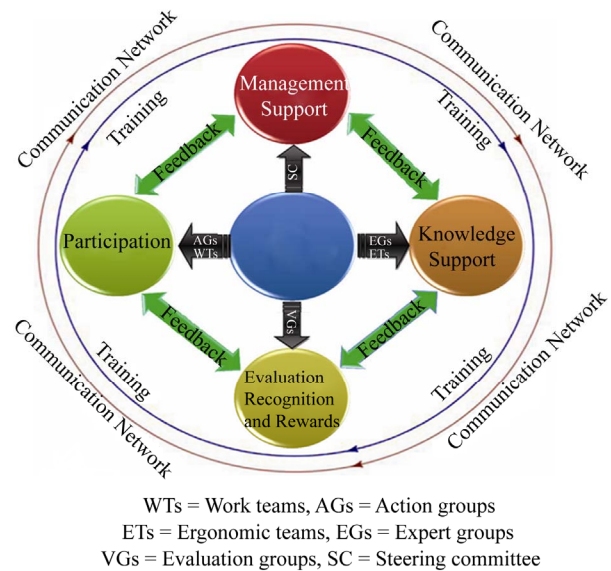 Communication Network
Communication Network
Training
Training
Management
Support
Feedback
Feedback
SC
Participation
AGs
WTs
EGs
ETs
Knowledge
Support
VGs
Feedback
Feedback
Evaluation
Recognition
and Rewards
Training
Training
Communication Network
Communication Network
WTs = Work teams, AGs = Action groups
ETs = Ergonomic teams, EGs = Expert groups
VGs = Evaluation groups, SC = Steering committee